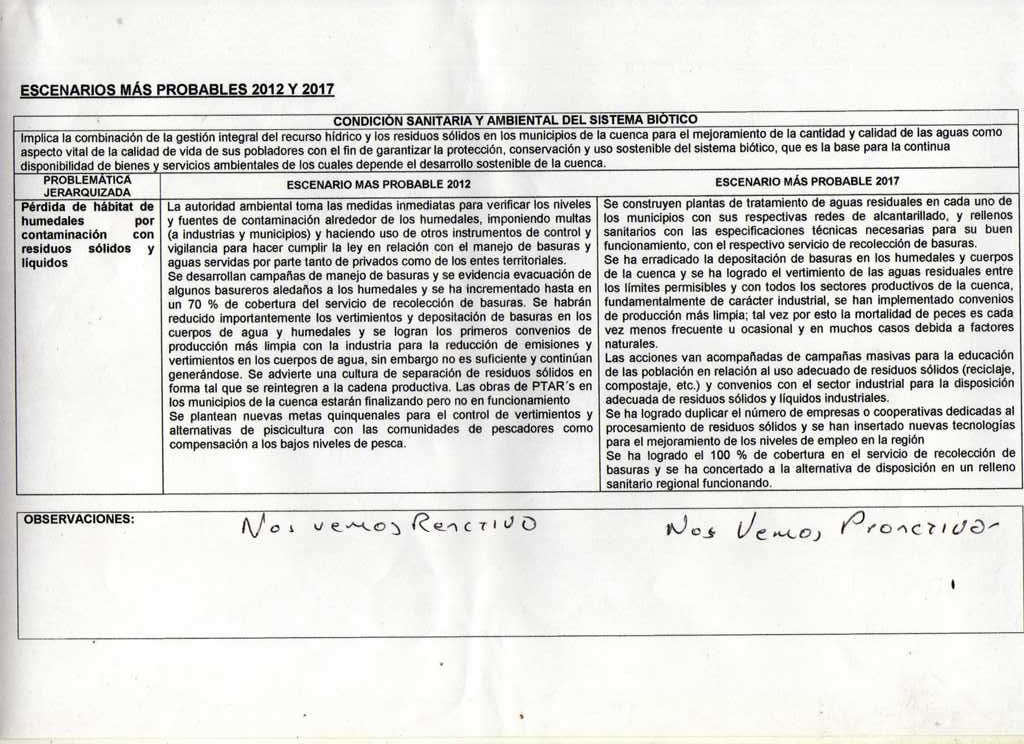 ESCENARIOS MÁS PROBABLES 2012 Y 2017
CONDICIÓN SANITARIA Y AMBIENTAL DEL SISTEMA BIÓTICO
Implica la combinación de la gestión integral del recurso hídrico y los residuos sólidos en los municipios de la cuenca para el mejoramiento de la cantidad y calidad de las aguas como
aspecto vital de la calidad de vida de sus pobladores con el fin de garantizar la protección, conservación y uso sostenible del sistema biótico, que es la base para la continua
disponibilidad de bienes y servicios ambientales de los cuales depende el desarrollo sostenible de la cuenca.
PROBLEMÁTICA
JERARQUIZADA
ESCENARIO MAS PROBABLE 2012
ESCENARIO MÁS PROBABLE 2017
Pérdida de hábitat de
humedales por
contaminación con
residuos sólidos y
líquidos
La autoridad ambiental toma las medidas inmediatas para verificar los niveles
y fuentes de contaminación alrededor de los humedales, imponiendo multas
(a industrias y municipios) y haciendo uso de otros instrumentos de control y
vigilancia para hacer cumplir la ley en relación con el manejo de basuras y
aguas servidas por parte tanto de privados como de los entes territoriales.
Se desarrollan campañas de manejo de basuras y se evidencia evacuación de
algunos basureros aledaños a los humedales y se ha incrementado hasta en
un 70 % de cobertura del servicio de recolección de basuras. Se habrán
reducido importantemente los vertimientos y depositación de basuras en los
cuerpos de agua y humedales y se logran los primeros convenios de
producción más limpia con la industria para la reducción de emisiones y
vertimientos en los cuerpos de agua, sin embargo no es suficiente y continúan
generándose. Se advierte una cultura de separación de residuos sólidos en
forma tal que se reintegren a la cadena productiva. Las obras de PTAR´s en
los municipios de la cuenca estarán finalizando pero no en funcionamiento
Se plantean nuevas metas quinquenales para el control de vertimientos y
alternativas de piscicultura con las comunidades de pescadores como
compensación a los bajos niveles de pesca.
Se construyen plantas de tratamiento de aguas residuales en cada uno de
los municipios con sus respectivas redes de alcantarillado, y rellenos
sanitarios con las especificaciones técnicas necesarias para su buen
funcionamiento, con el respectivo servicio de recolección de basuras.
Se ha erradicado la depositación de basuras en los humedales y cuerpos
de la cuenca y se ha logrado el vertimiento de las aguas residuales entre
los límites permisibles y con todos los sectores productivos de la cuenca,
fundamentalmente de carácter industrial, se han implementado convenios
de producción más limpia; tal vez por esto la mortalidad de peces es cada
vez menos frecuente u ocasional y en muchos casos debida a factores
naturales.
Las acciones van acompañadas de campañas masivas para la educación
de las población en relación al uso adecuado de residuos sólidos (reciclaje,
compostaje, etc.) y convenios con el sector industrial para la disposición
adecuada de residuos sólidos y líquidos industriales.
Se ha logrado duplicar el número de empresas o cooperativas dedicadas al
procesamiento de residuos sólidos y se han insertado nuevas tecnologías
para el mejoramiento de los niveles de empleo en la región
Se ha logrado el 100 % de cobertura en el servicio de recolección de
basuras y se ha concertado a la alternativa de disposición en un relleno
sanitario regional funcionando.
OBSERVACIONES:
Nos vemos Reactivo
Nos Vemos Proactivo